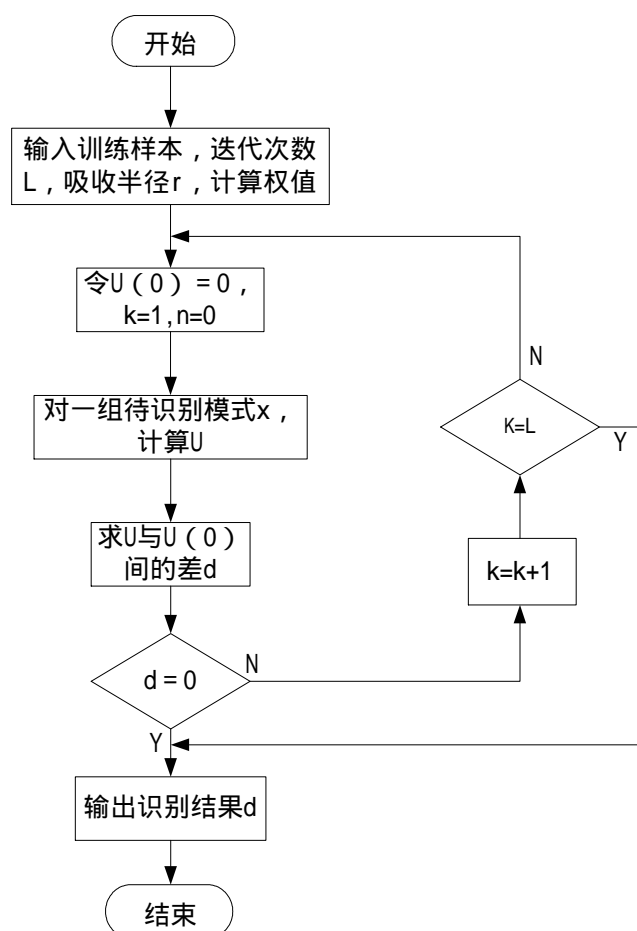 开始
输入训练样本，迭代次数
L，吸收半径r，计算权值
令U（0）=0，
k=1,n=0
对一组待识别模式x，
计算U
求U与U（0）
间的差d
d=0
N
Y
k=k+1
K=L
N
Y
输出识别结果d
结束